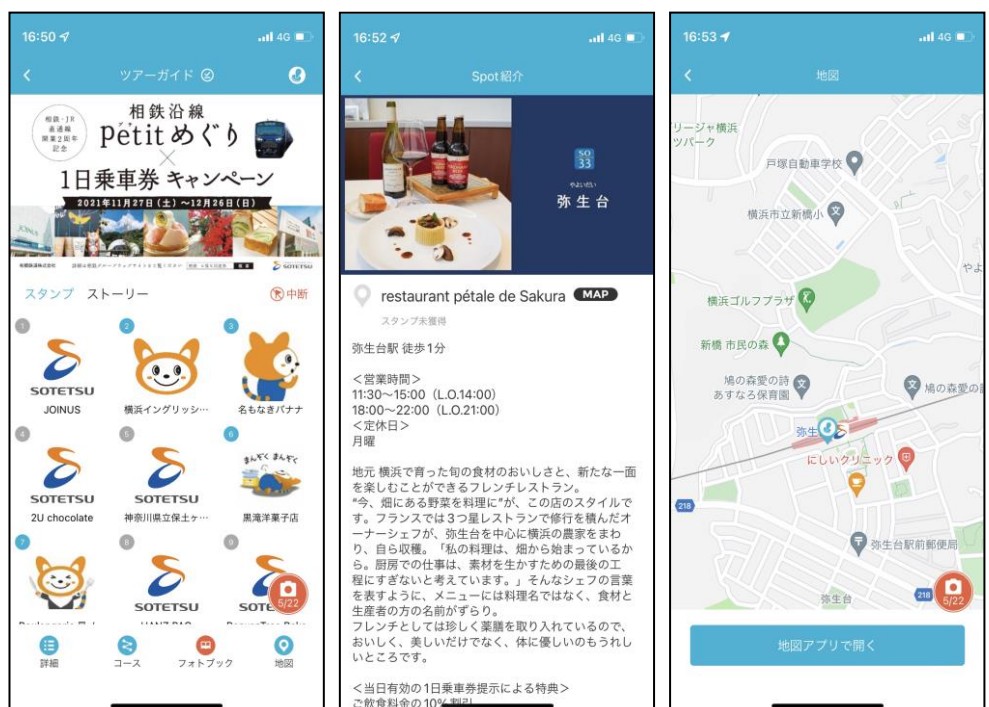 16:50
4G
ツアーガイド
相鉄・JR
直通線
開業2周年
記念
相鉄沿線
Petitめぐり
×
1日乗車券 キャンペーン
2021年11月27日(土)～12月26日(日)
JOINUS
SOTETSU
スタンプ ストーリー
中断
1
2
3
SOTETSU
JOINUS
横浜イングリッシ…
名もなきバナナ
4
5
6
SOTETSU
SOTETSU
まんぞく まんぞく
2U chocolate
神奈川県立保土ヶ…
黒滝洋菓子店
7
8
9
SOTETSU
SOTE
5/22
詳細
コース
フォトブック
地図
16:52
4G
Spot紹介
SO
33
やよいだい
弥生台
restaurant pétale de Sakura MAP
スタンプ未獲得
弥生台駅 徒歩1分
＜営業時間＞
11:30～15:00（L.O.14:00）
18:00～22:00（L.O.21:00）
＜定休日＞
月曜
地元 横浜で育った旬の食材のおいしさと、新たな一面
を楽しむことができるフレンチレストラン。
“今、畑にある野菜を料理に”が、この店のスタイルで
す。フランスでは3つ星レストランで修行を積んだオ
ーナーシェフが、弥生台を中心に横浜の農家をまわ
り、自ら収穫。「私の料理は、畑から始まっているか
ら。厨房での仕事は、素材を生かすための最後の工
程にすぎないと考えています。」そんなシェフの言葉
を表すように、メニューには料理名ではなく、食材と
生産者の方の名前がずらり。
フレンチとしては珍しく薬膳を取り入れているので、
おいしく、美しいだけでなく、体に優しいのもうれし
いところです。
＜当日有効の1日乗車券提示による特典＞
ご飲食料金の10%割引
16:53
4G
地図
リージャ横浜
ツパーク
戸塚自動車学校
横浜市立新橋小
文
やよ
横浜ゴルフプラザ
新橋 市民の森
鳩の森愛の詩
あすなろ保育園
文
文
鳩の森愛の
弥生
にしいクリニック
218
弥生台駅前郵便局
弥生台
218
5/22
地図アプリで開く